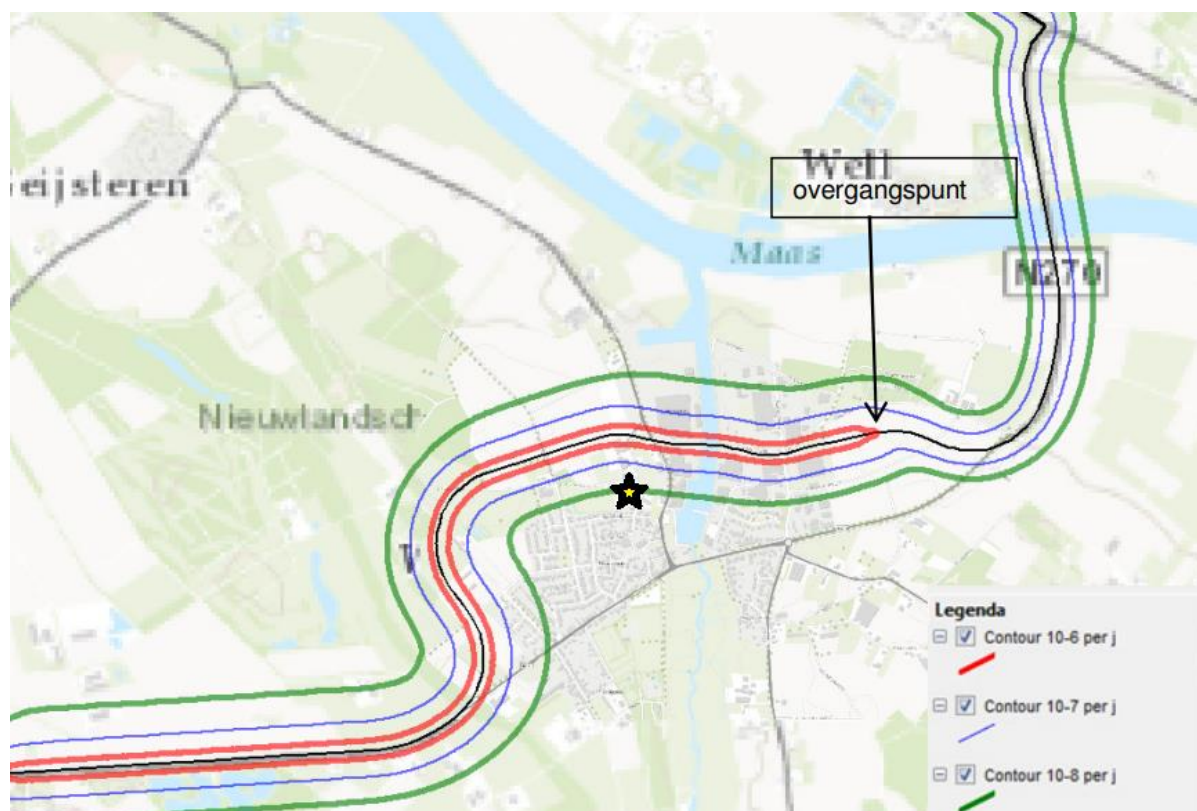 Well
overgangspunt
eijsteren
Maas
N270
Nieuwlandsch
Legenda
Contour 10-6 per j
Contour 10-7 per j
Contour 10-8 per j